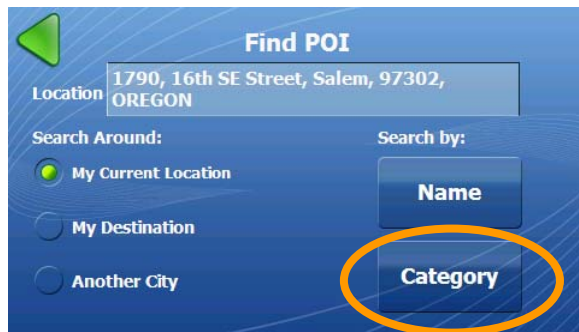 Find POI
Location
1790, 16th SE Street, Salem, 97302,
OREGON
Search Around:
My Current Location
My Destination
Another City
Search by:
Name
Category